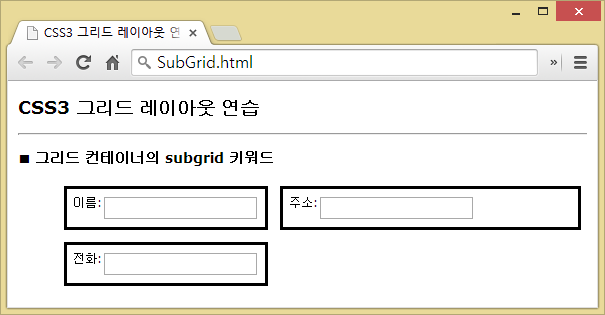 CSS3 그리드 레이아웃 연
SubGrid.html
CSS3 그리드 레이아웃 연습
■ 그리드 컨테이너의 subgrid 키워드
이름: 주소:
전화: